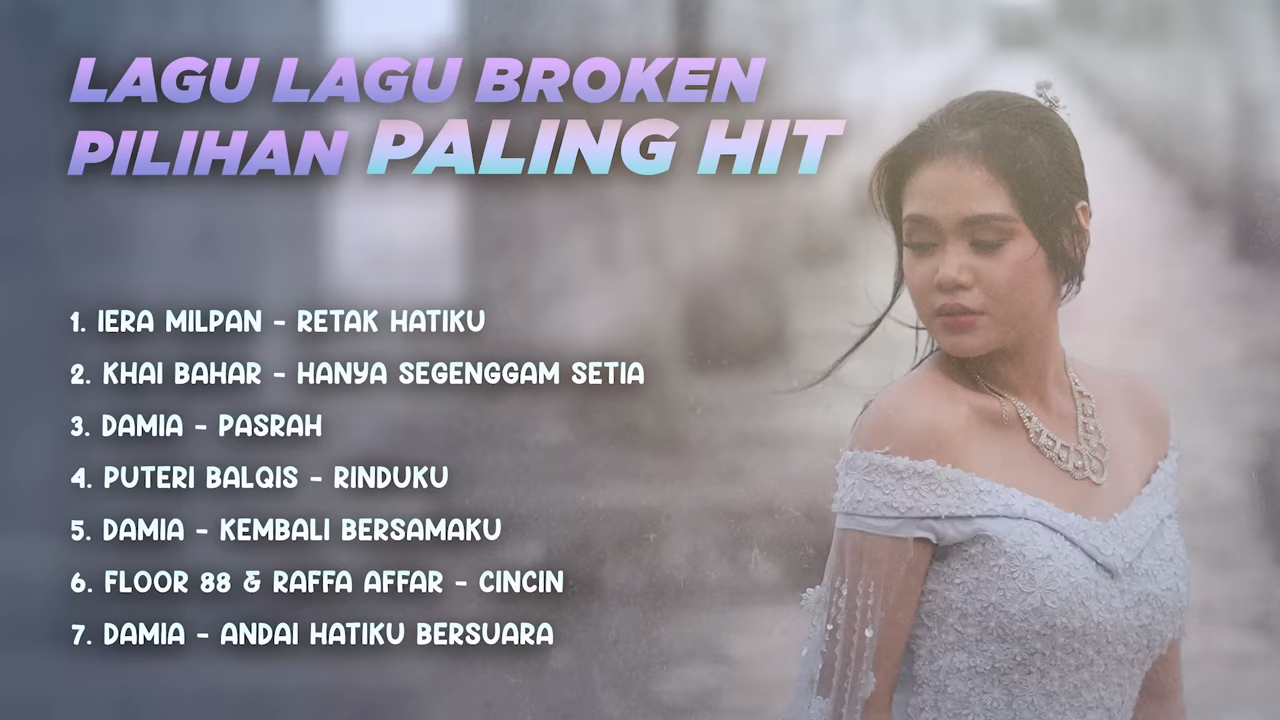 LAGU LAGU BROKEN
PILIHAN PALING HIT
1. IERA MILPAN - RETAK HATIKU
2. KHAI BAHAR - HANYA SEGENGGAM SETIA
3. DAMIA - PASRAH
4. PUTERI BALQIS - RINDUKU
5. DAMIA - KEMBALI BERSAMAKU
6. FLOOR 88 & RAFFA AFFAR - CINCIN
7. DAMIA - ANDAI HATIKU BERSUARA